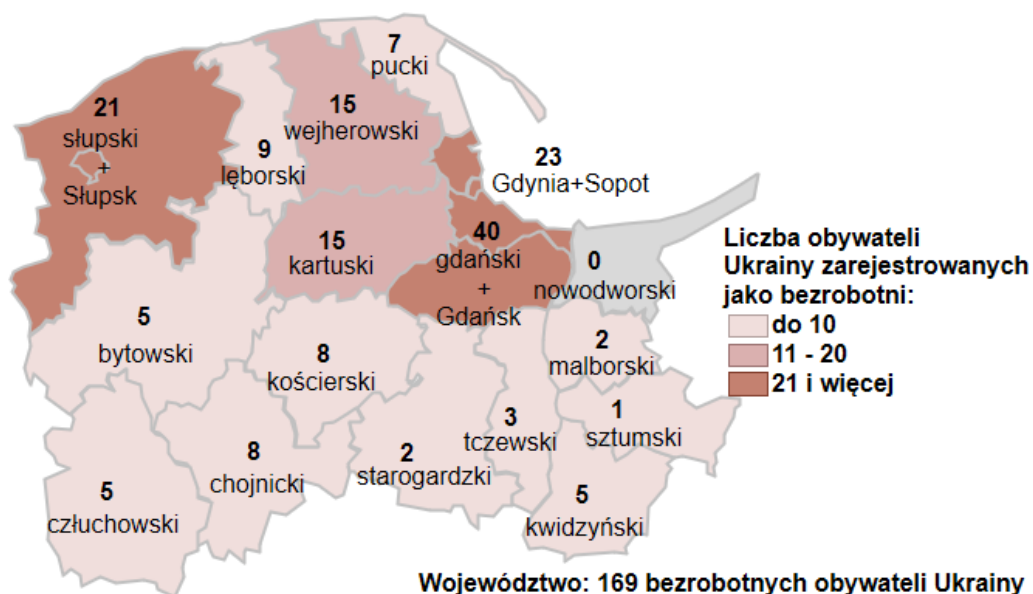 7
pucki
21
słupski
+
Słupsk
15
wejherowski
9
lęborski
23
Gdynia+Sopot
15
kartuski
40
gdański
+
Gdańsk
0
nowodworski
5
bytowski
8
kościerski
2
malborski
1
sztumski
3
tczewski
2
starogardzki
8
chojnicki
5
człuchowski
5
kwidzyński
Liczba obywateli
Ukrainy zarejestrowanych
jako bezrobotni:
do 10
11 - 20
21 i więcej
Województwo: 169 bezrobotnych obywateli Ukrainy